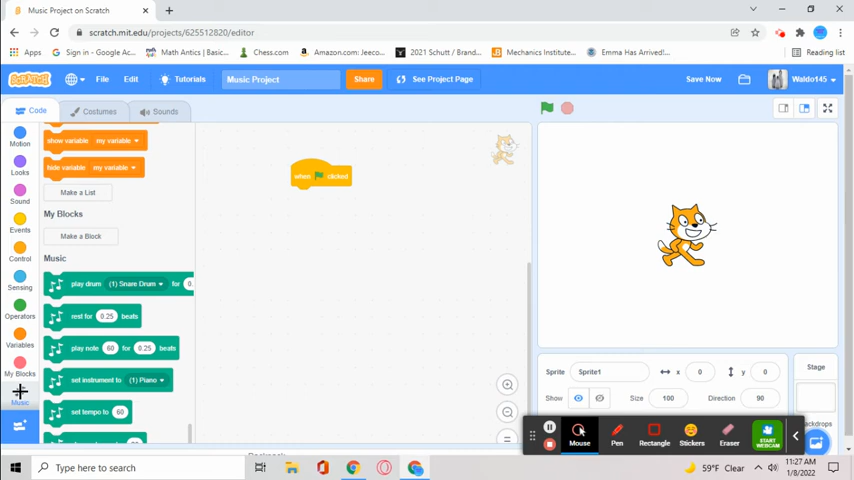 Music Project on Scratch
scratch.mit.edu/projects/625512820/editor
Apps
Sign in - Google Ac...
Math Antics | Basic...
Chess.com
Amazon.com: Jeeco...
2021 Schutt / Brand...
Mechanics Institute...
Emma Has Arrived!...
Reading list
SCRATCH
File
Edit
Tutorials
Music Project
Share
See Project Page
Save Now
Waldo145
Code
Costumes
Sounds
Motion
Looks
Sound
Events
Control
Sensing
Operators
Variables
My Blocks
Music
show variable my variable
hide variable my variable
Make a List
My Blocks
Make a Block
Music
play drum (1) Snare Drum for 0.
rest for 0.25 beats
play note 60 for 0.25 beats
set instrument to (1) Piano
set tempo to 60
when clicked
Sprite Sprite1 x 0 y 0
Show Size 100 Direction 90
Stage
Backdrops
Mouse
Pen
Rectangle
Stickers
Eraser
START WEBCAM
Type here to search
59°F Clear
11:27 AM
1/8/2022